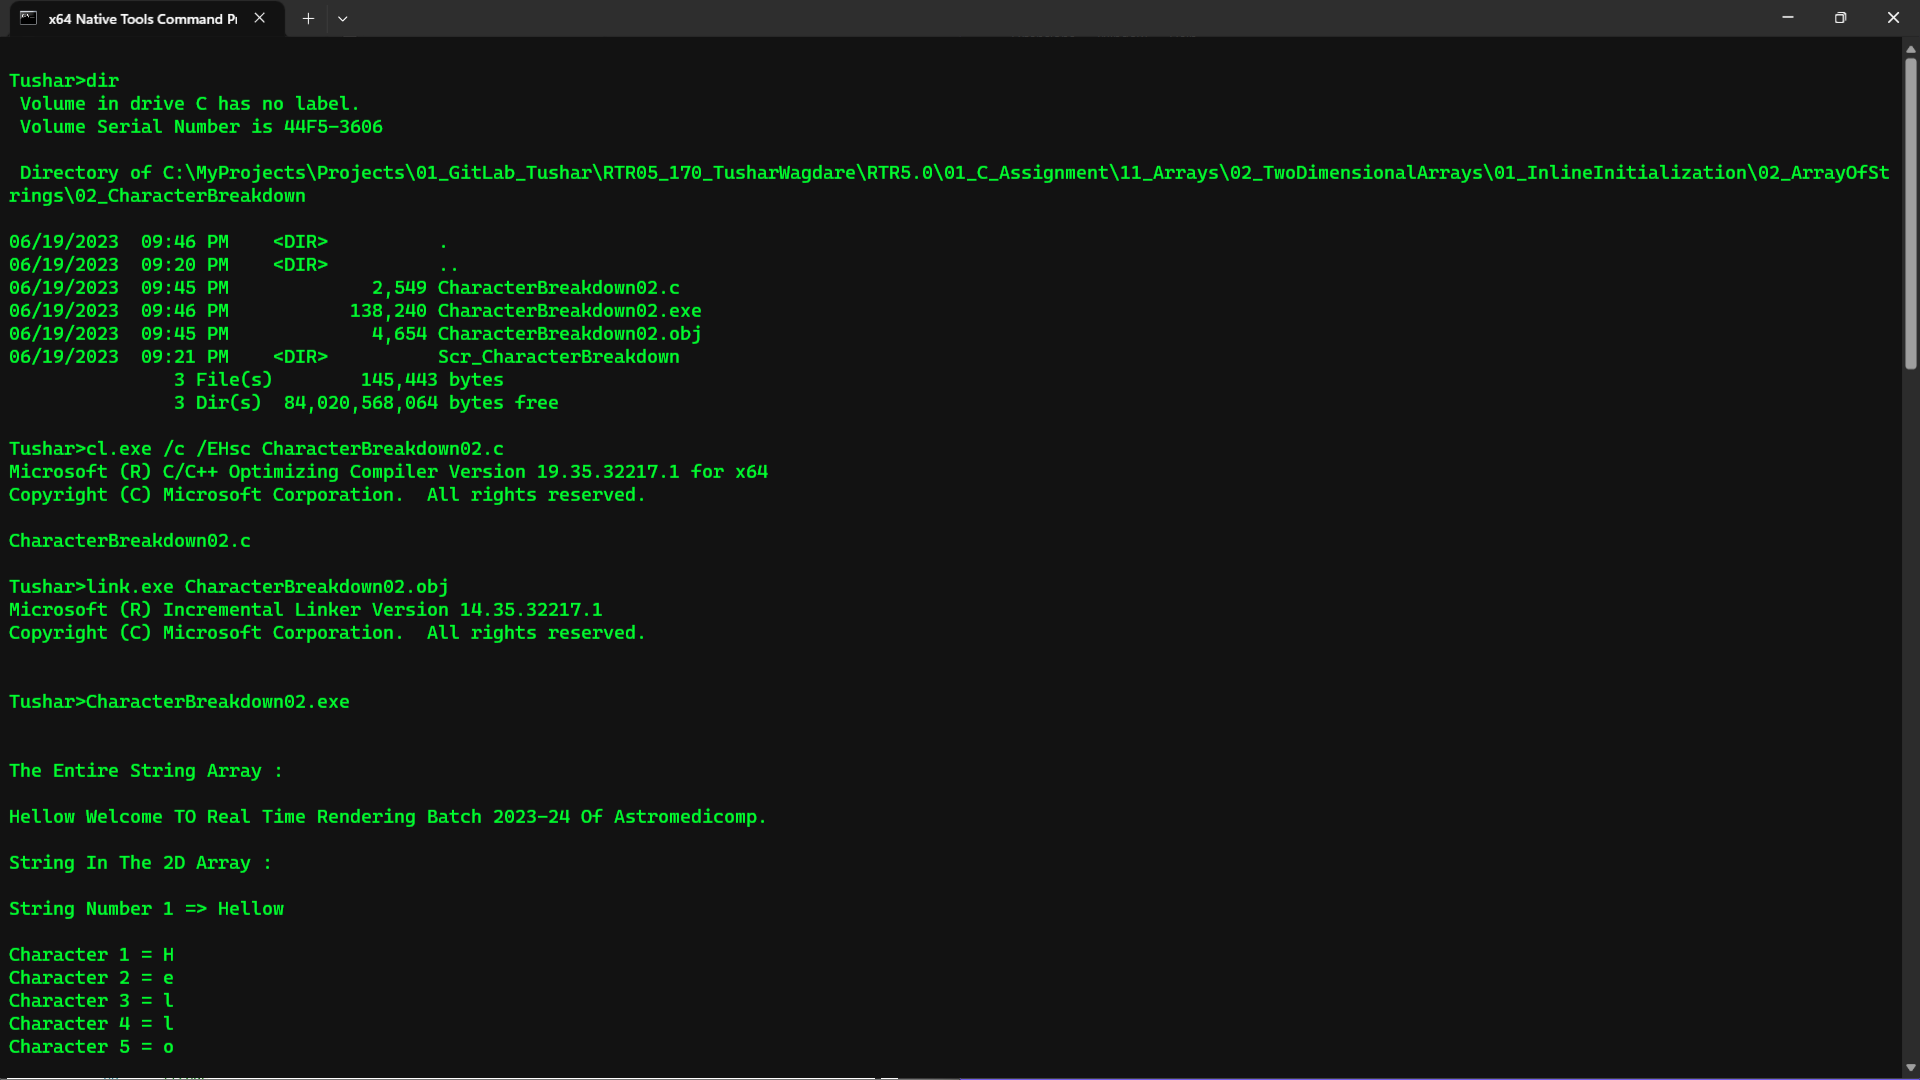 x64 Native Tools Command P
Tushar>dir
Volume in drive C has no label.
Volume Serial Number is 44F5-3606
Directory of C:\MyProjects\Projects\01_GitLab_Tushar\RTR05_170_TusharWagdare\RTR5.0\01_C_Assignment\11_Arrays\02_TwoDimensionalArrays\01_InlineInitialization\02_ArrayOfSt
rings\02_CharacterBreakdown
06/19/2023  09:46 PM    <DIR>          .
06/19/2023  09:20 PM    <DIR>          ..
06/19/2023  09:45 PM             2,549 CharacterBreakdown02.c
06/19/2023  09:46 PM           138,240 CharacterBreakdown02.exe
06/19/2023  09:45 PM             4,654 CharacterBreakdown02.obj
06/19/2023  09:21 PM    <DIR>          Scr_CharacterBreakdown
3 File(s)        145,443 bytes
3 Dir(s)  84,020,568,064 bytes free
Tushar>cl.exe /c /EHsc CharacterBreakdown02.c
Microsoft (R) C/C++ Optimizing Compiler Version 19.35.32217.1 for x64
Copyright (C) Microsoft Corporation.  All rights reserved.
CharacterBreakdown02.c
Tushar>link.exe CharacterBreakdown02.obj
Microsoft (R) Incremental Linker Version 14.35.32217.1
Copyright (C) Microsoft Corporation.  All rights reserved.
Tushar>CharacterBreakdown02.exe
The Entire String Array :
Hellow Welcome TO Real Time Rendering Batch 2023-24 Of Astromedicomp.
String In The 2D Array :
String Number 1 => Hellow
Character 1 = H
Character 2 = e
Character 3 = l
Character 4 = l
Character 5 = o